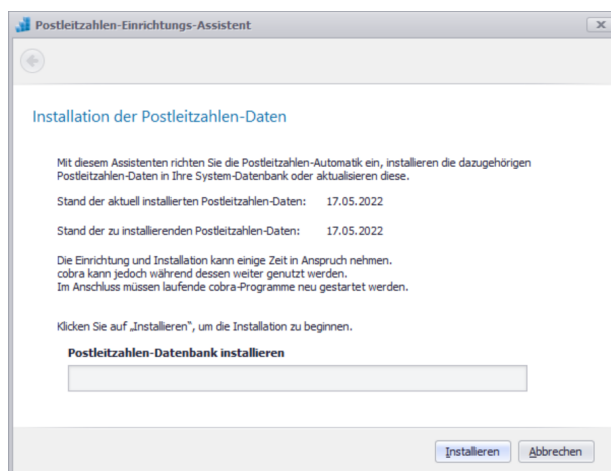 Postleitzahlen-Einrichtungs-Assistent
Installation der Postleitzahlen-Daten
Mit diesem Assistenten richten Sie die Postleitzahlen-Automatik ein, installieren die dazugehörigen
Postleitzahlen-Daten in Ihre System-Datenbank oder aktualisieren diese.
Stand der aktuell installierten Postleitzahlen-Daten: 17.05.2022
Stand der zu installierenden Postleitzahlen-Daten: 17.05.2022
Die Einrichtung und Installation kann einige Zeit in Anspruch nehmen.
cobra kann jedoch während dessen weiter genutzt werden.
Im Anschluss müssen laufende cobra-Programme neu gestartet werden.
Klicken Sie auf „Installieren“, um die Installation zu beginnen.
Postleitzahlen-Datenbank installieren
Installieren Abbrechen